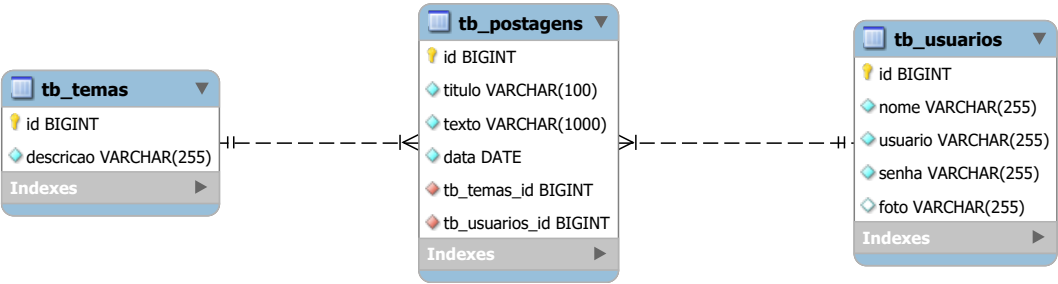 tb_temas
id BIGINT
descricao VARCHAR(255)
Indexes
tb_postagens
id BIGINT
titulo VARCHAR(100)
texto VARCHAR(1000)
data DATE
tb_temas_id BIGINT
tb_usuarios_id BIGINT
Indexes
tb_usuarios
id BIGINT
nome VARCHAR(255)
usuario VARCHAR(255)
senha VARCHAR(255)
foto VARCHAR(255)
Indexes